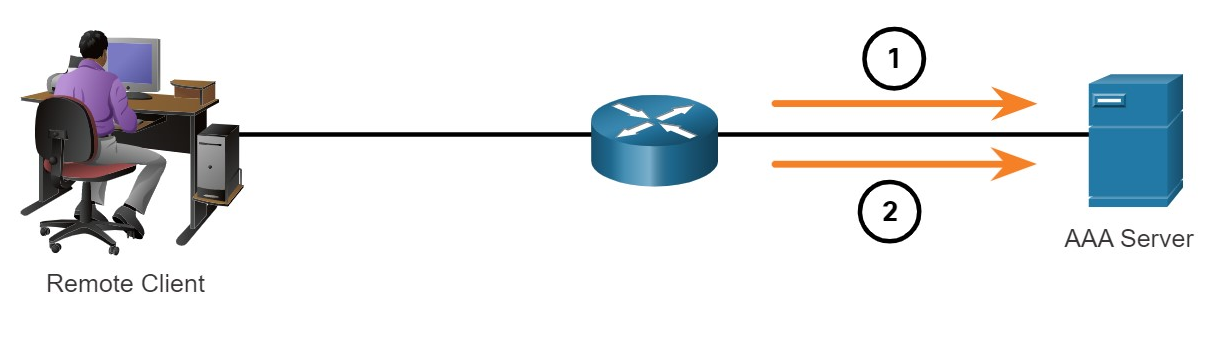 1
2
AAA Server
Remote Client